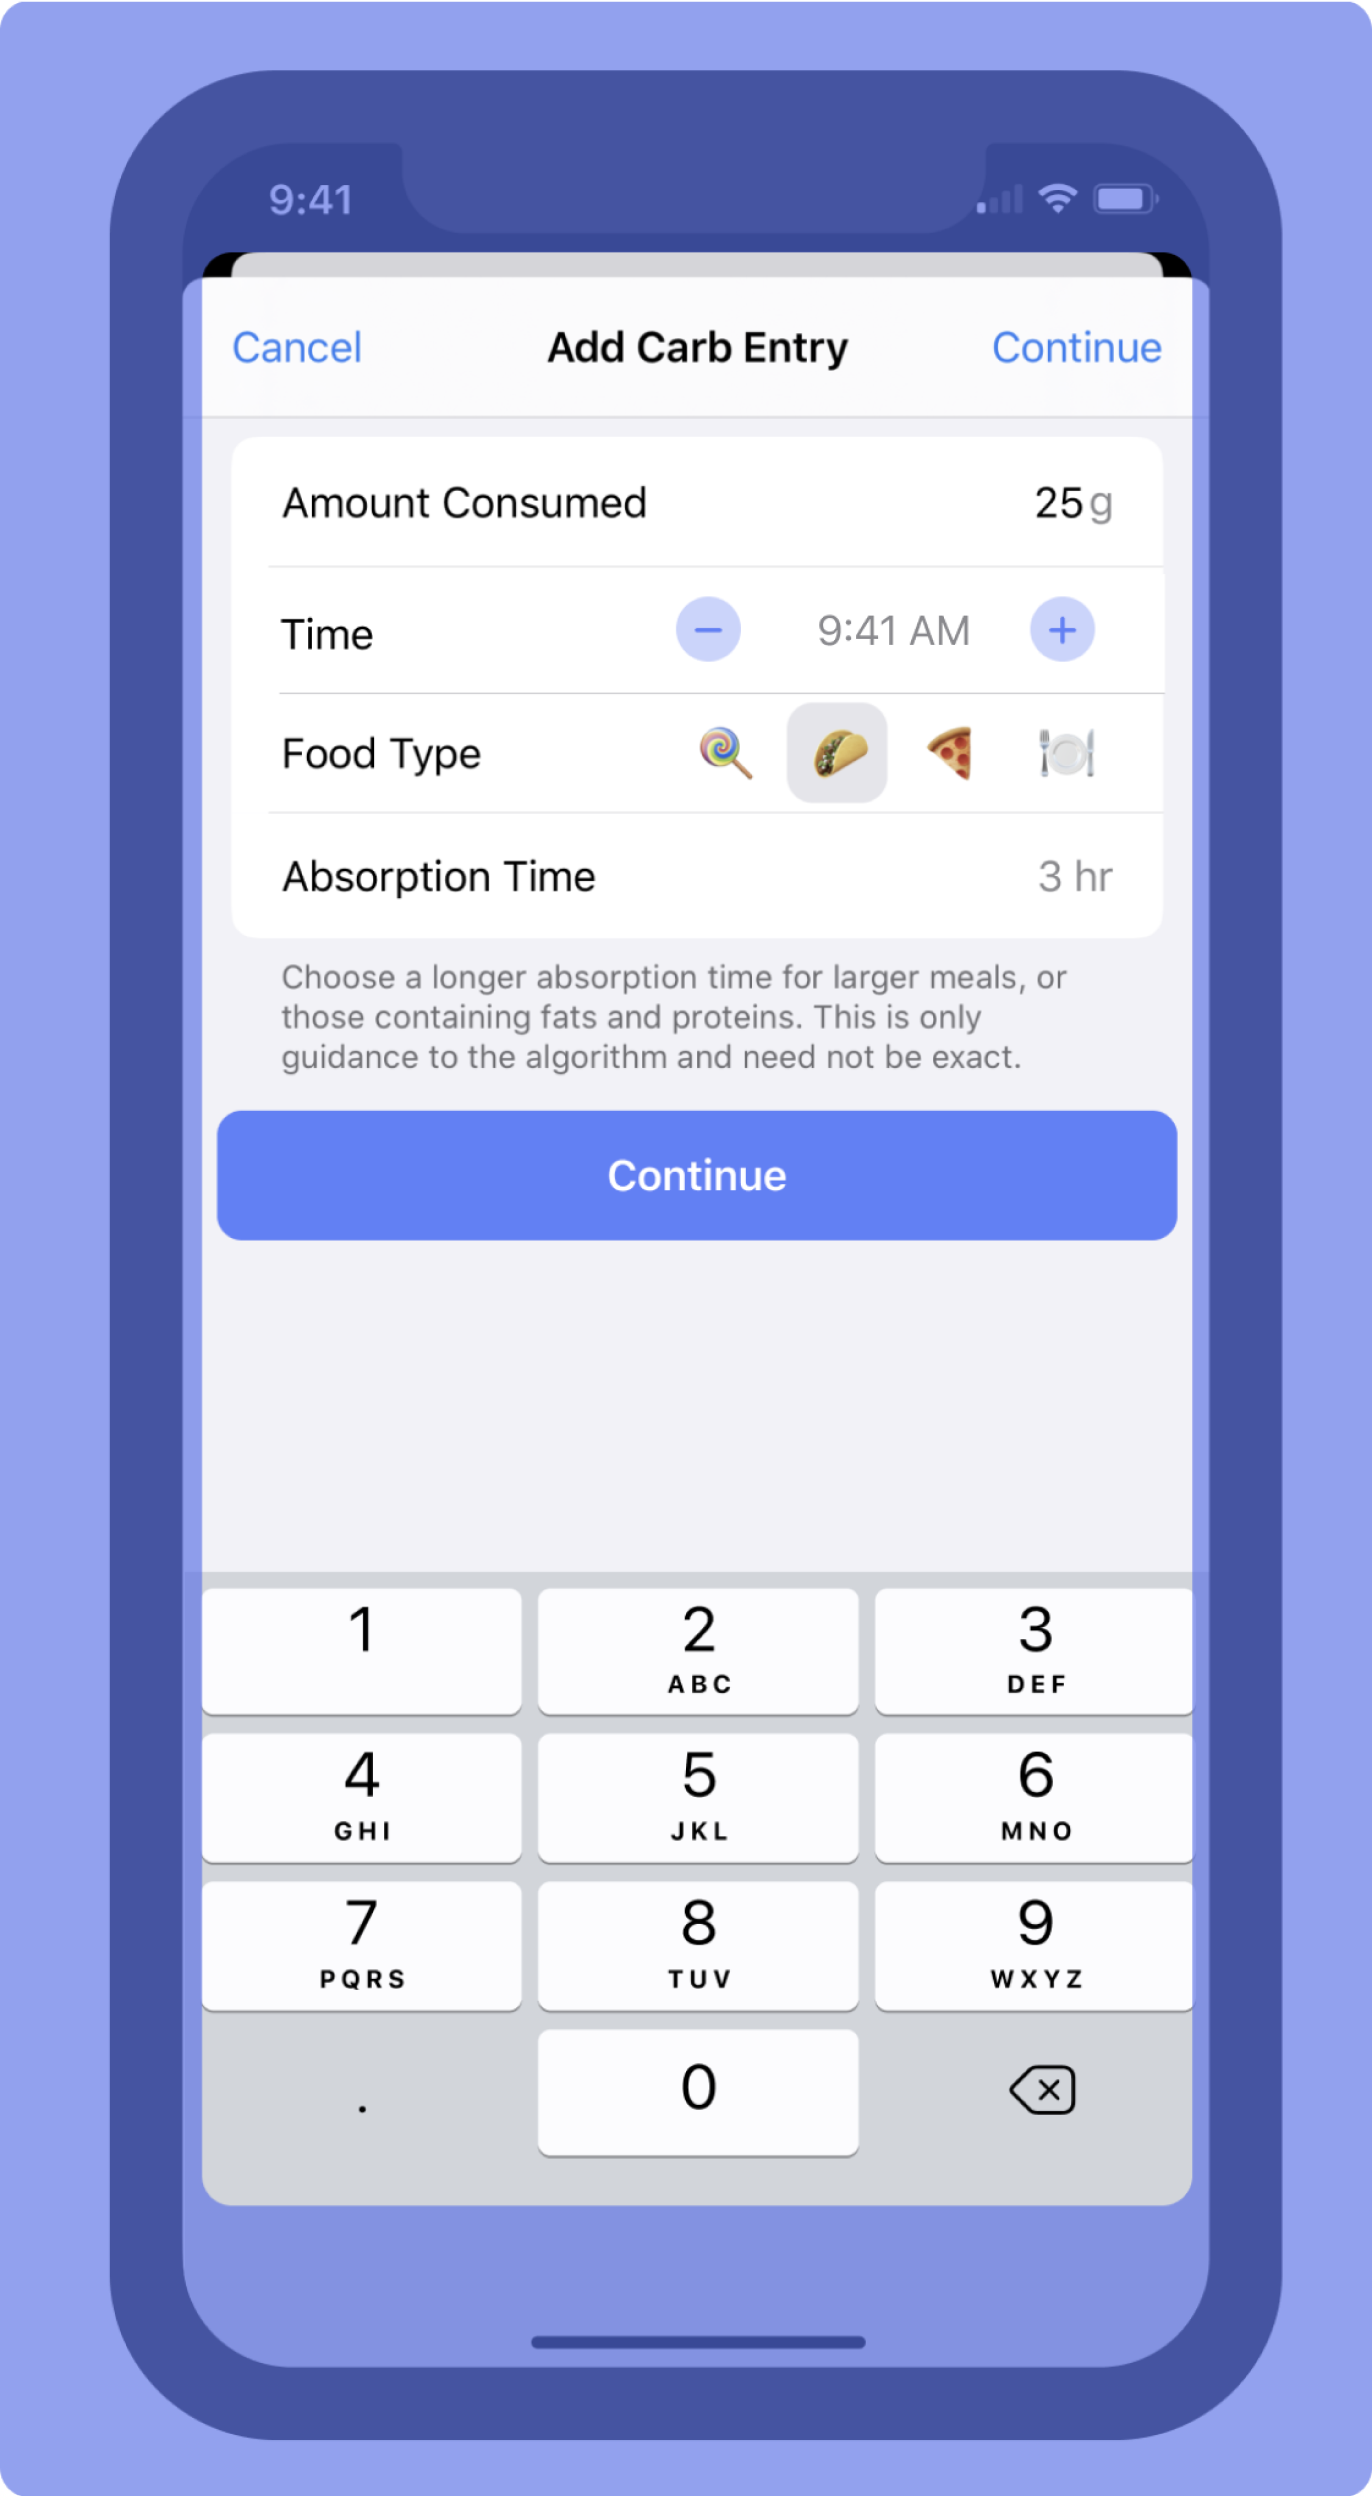 9:41
Cancel Add Carb Entry Continue
Amount Consumed 25 g
Time − 9:41 AM +
Food Type
Absorption Time 3 hr
Choose a longer absorption time for larger meals, or
those containing fats and proteins. This is only
guidance to the algorithm and need not be exact.
Continue
1 2 3
ABC DEF
4 5 6
GHI JKL MNO
7 8 9
PQRS TUV WXYZ
. 0